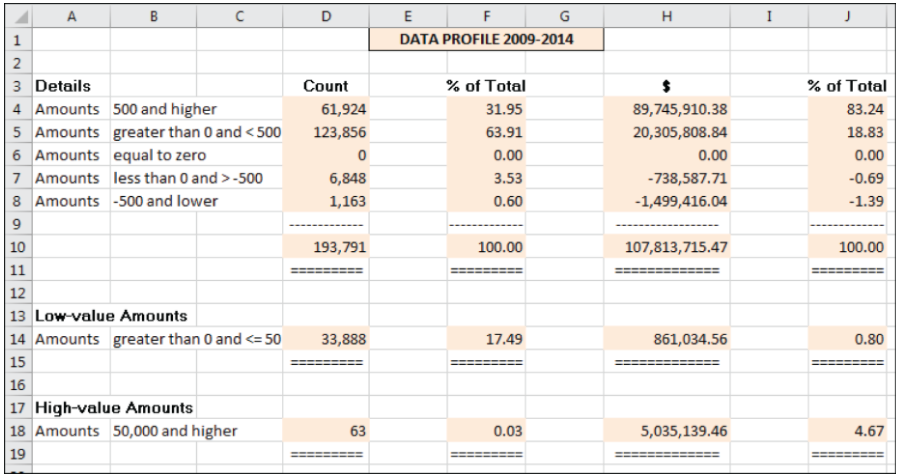 A B C D E F G H I J
1 DATA PROFILE 2009-2014
2
3 Details Count % of Total $ % of Total
4 Amounts 500 and higher 61,924 31.95 89,745,910.38 83.24
5 Amounts greater than 0 and < 500 123,856 63.91 20,305,808.84 18.83
6 Amounts equal to zero 0 0.00 0.00 0.00
7 Amounts less than 0 and > -500 6,848 3.53 -738,587.71 -0.69
8 Amounts -500 and lower 1,163 0.60 -1,499,416.04 -1.39
9 ------------- ------------- ------------------ -------------
10 193,791 100.00 107,813,715.47 100.00
11 ========= ========= ============= =========
12
13 Low-value Amounts
14 Amounts greater than 0 and <= 50 33,888 17.49 861,034.56 0.80
15 ========= ========= ============= =========
16
17 High-value Amounts
18 Amounts 50,000 and higher 63 0.03 5,035,139.46 4.67
19 ========= ========= ============= =========